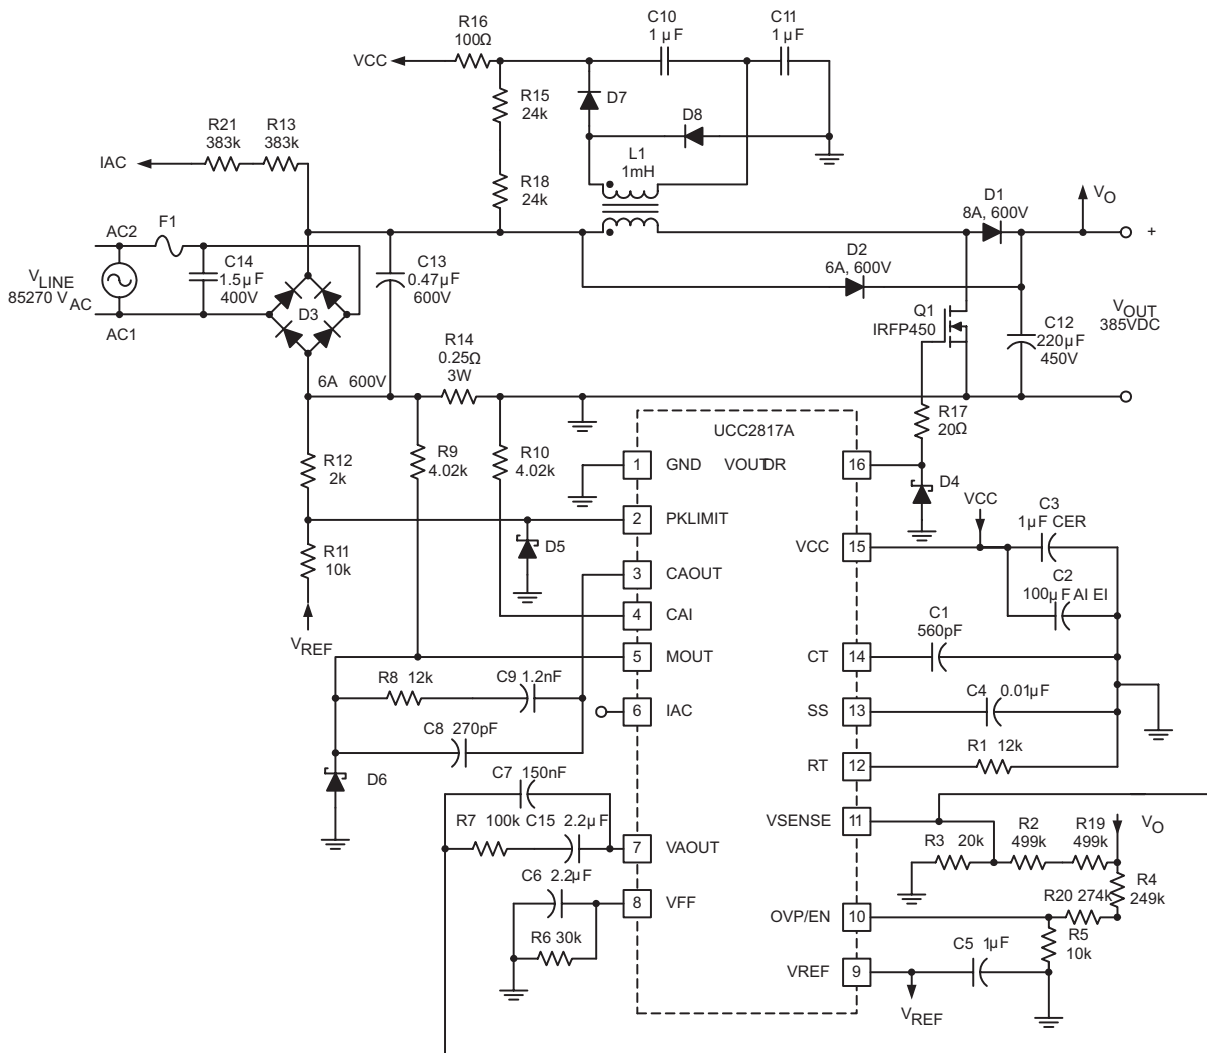 C10
1 µF
C11
1 µF
R16
100Ω
VCC
R15
24k
D7
D8
R21
383k
R13
383k
IAC
L1
1mH
R18
24k
D1
8A, 600V
VO
+
AC2
F1
C14
1.5µF
400V
VLINE
85270 VAC
AC1
D3
C13
0.47µF
600V
D2
6A, 600V
Q1
IRFP450
C12
220µF
450V
VOUT
385VDC
R14
0.25Ω
3W
6A 600V
R17
20Ω
UCC2817A
R12
2k
R9
4.02k
R10
4.02k
1
GND
VOUTDR
16
D4
VCC
C3
1µF CER
2
PKLIMIT
VCC
15
R11
10k
D5
3
CAOUT
C2
100µF AI EI
4
CAI
C1
560pF
VREF
5
MOUT
CT
14
R8 12k
C9 1.2nF
C4 0.01µF
6
IAC
SS
13
C8 270pF
R1 12k
RT
12
D6
C7 150nF
R7 100k
C15 2.2µF
VSENSE
11
VO
R3 20k
R2
499k
R19
499k
7
VAOUT
C6 2.2µF
R4
249k
R20 274k
8
VFF
OVP/EN
10
R6 30k
R5
10k
C5 1µF
VREF
9
VREF